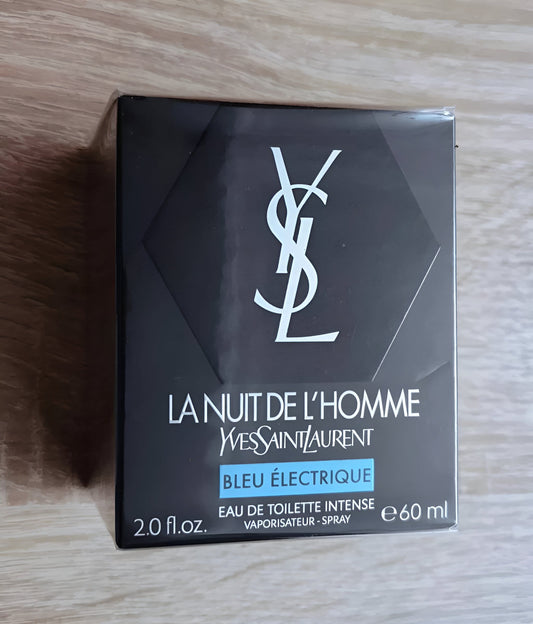 YSL
LA NUIT DE L'HOMME
YVESSAINTLAURENT
BLEU ÉLECTRIQUE
EAU DE TOILETTE INTENSE
VAPORISATEUR - SPRAY
2.0 fl.oz.
℮60 ml